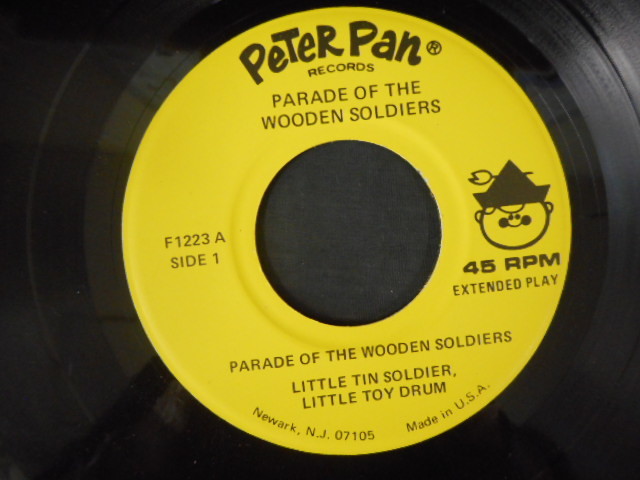 PETER PAN ®
RECORDS
PARADE OF THE
WOODEN SOLDIERS
F1223 A
SIDE 1
45 RPM
EXTENDED PLAY
PARADE OF THE WOODEN SOLDIERS
LITTLE TIN SOLDIER,
LITTLE TOY DRUM
Newark, N.J. 07105
Made in U.S.A.